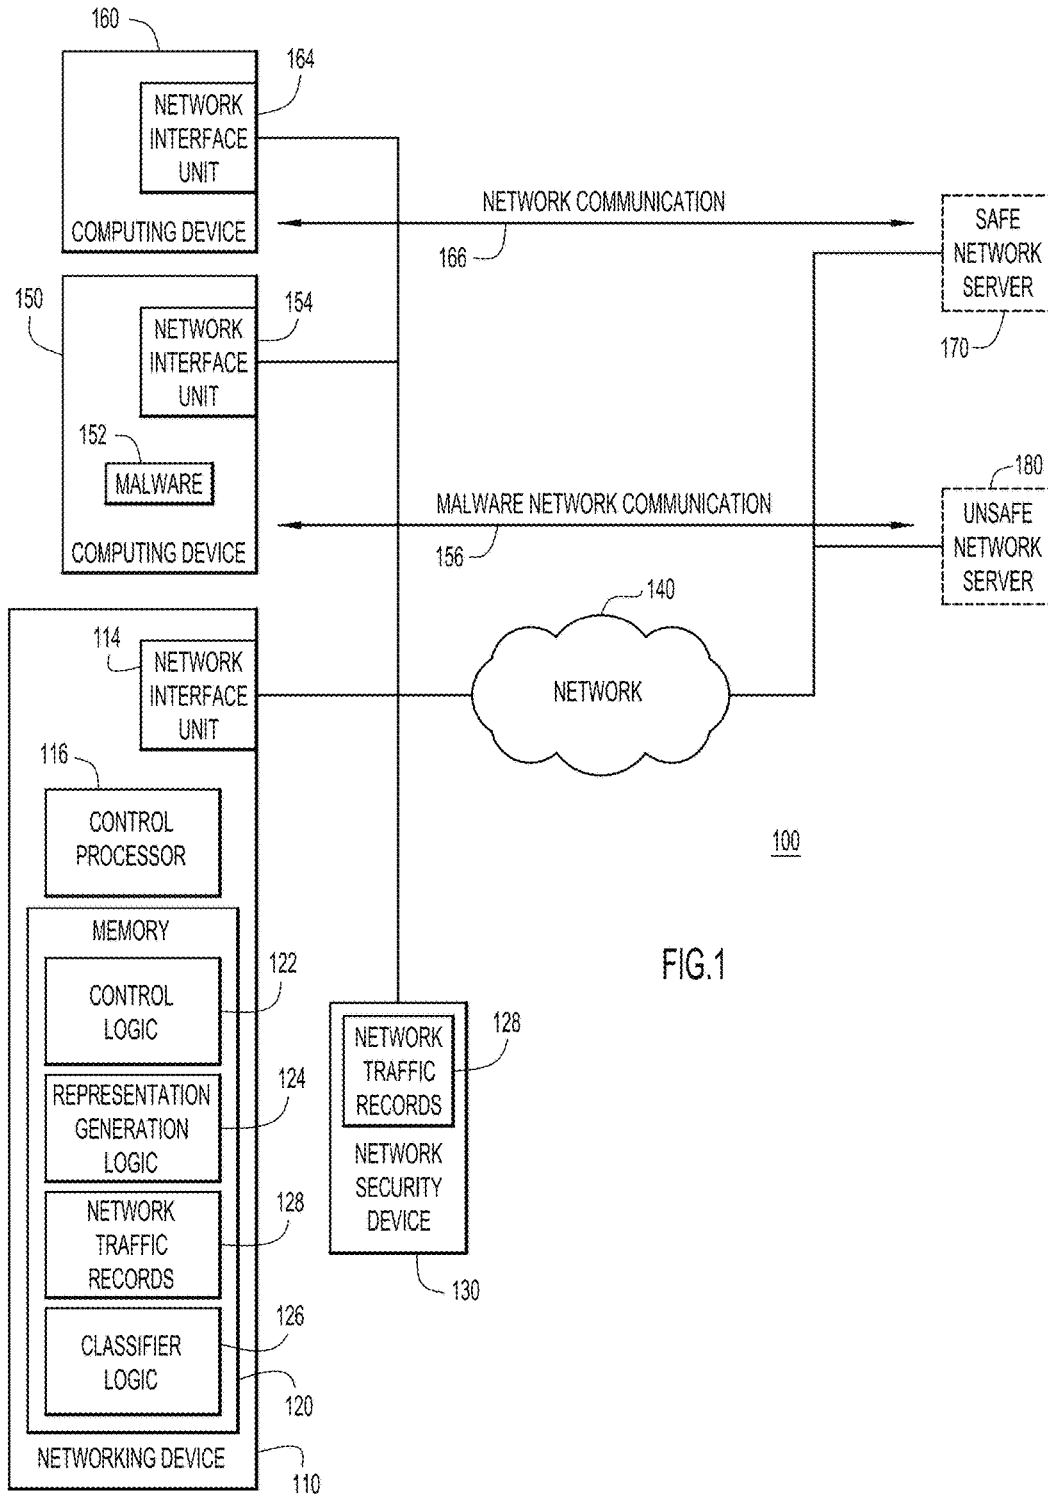 160
164
NETWORK
INTERFACE
UNIT
COMPUTING DEVICE
NETWORK COMMUNICATION
166
SAFE
NETWORK
SERVER
170
150
154
NETWORK
INTERFACE
UNIT
152
MALWARE
COMPUTING DEVICE
MALWARE NETWORK COMMUNICATION
156
180
UNSAFE
NETWORK
SERVER
114
NETWORK
INTERFACE
UNIT
140
NETWORK
116
CONTROL
PROCESSOR
100
MEMORY
FIG.1
122
CONTROL
LOGIC
124
REPRESENTATION
GENERATION
LOGIC
128
NETWORK
TRAFFIC
RECORDS
126
CLASSIFIER
LOGIC
120
NETWORKING DEVICE
110
NETWORK
TRAFFIC
RECORDS
128
NETWORK
SECURITY
DEVICE
130